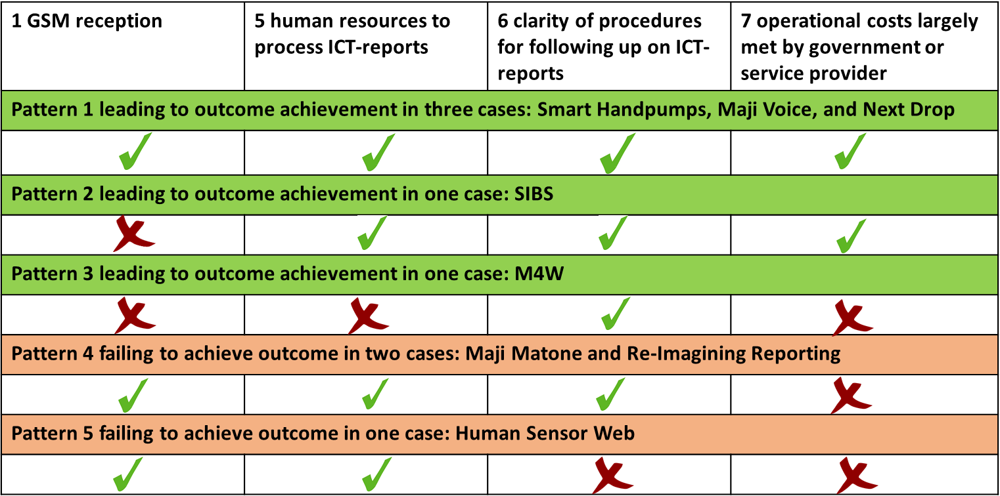 1 GSM reception
5 human resources to
process ICT-reports
6 clarity of procedures
for following up on ICT-
reports
7 operational costs largely
met by government or
service provider
Pattern 1 leading to outcome achievement in three cases: Smart Handpumps, Maji Voice, and Next Drop
Pattern 2 leading to outcome achievement in one case: SIBS
Pattern 3 leading to outcome achievement in one case: M4W
Pattern 4 failing to achieve outcome in two cases: Maji Matone and Re-Imagining Reporting
Pattern 5 failing to achieve outcome in one case: Human Sensor Web